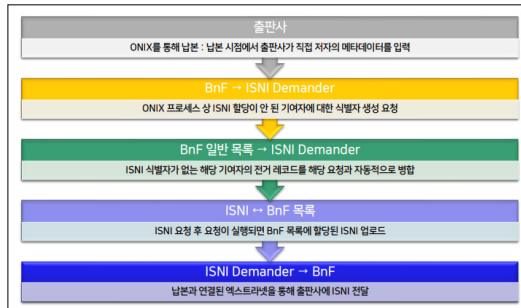 출판사
ONIX를 통해 납본 : 납본 시점에서 출판사가 직접 저자의 메타데이터를 입력
BnF → ISNI Demander
ONIX 프로세스 상 ISNI 할당이 안 된 기여자에 대한 식별자 생성 요청
BnF 일반 목록 → ISNI Demander
ISNI 식별자가 없는 해당 기여자의 전거 레코드를 해당 요청과 자동적으로 병합
ISNI ↔ BnF 목록
ISNI 요청 후 요청이 실행되면 BnF 목록에 할당된 ISNI 업로드
ISNI Demander → BnF
납본과 연결된 엑스트라넷을 통해 출판사에 ISNI 전달